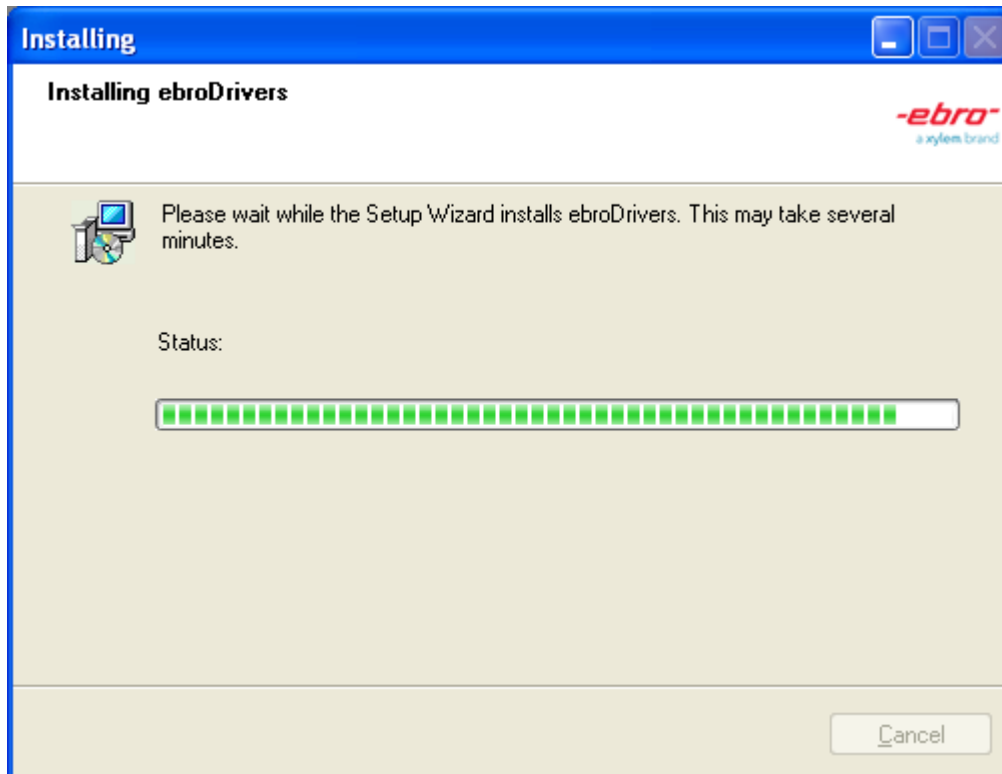 Installing
Installing ebroDrivers
-ebro-
a xylem brand
Please wait while the Setup Wizard installs ebroDrivers. This may take several
minutes.
Status:
Cancel